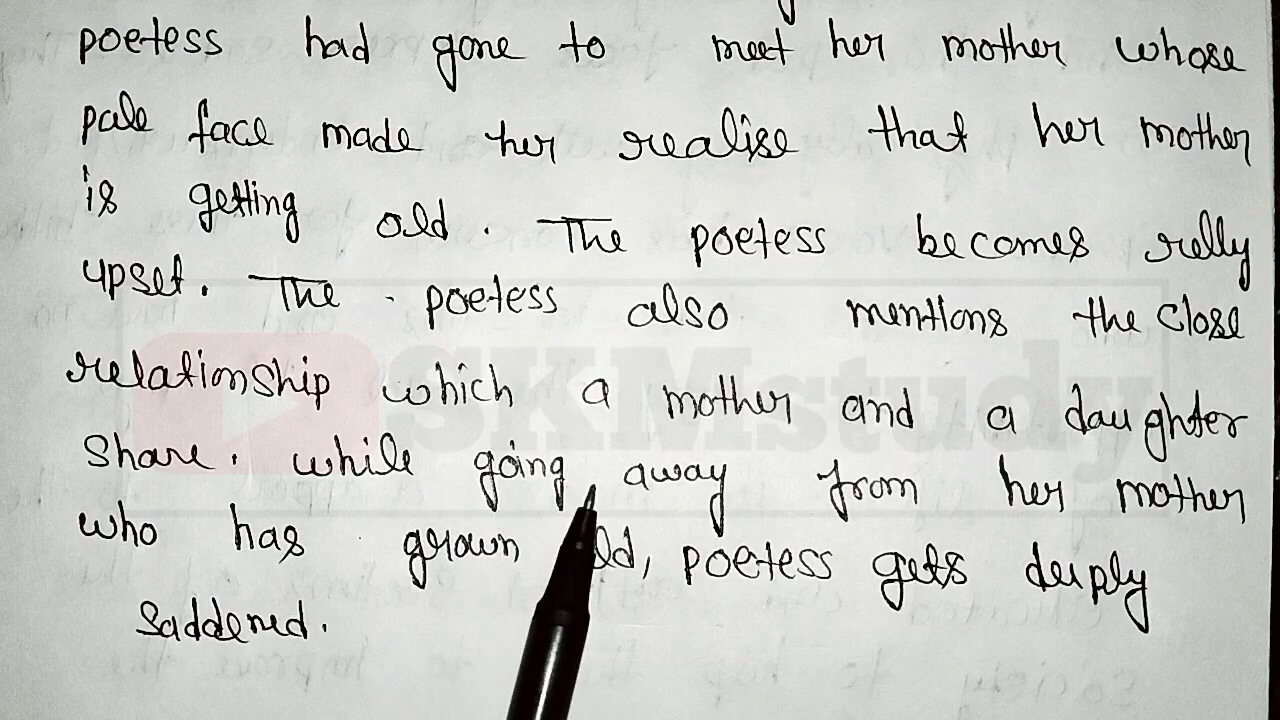 poetess had gone to meet her mother whose
pale face made her realise that her mother
is getting old. The poetess becomes relly
upset. The poetess also mentions the close
relationship which a mother and a daughter
share. while going away from her mother
who has grown old, poetess gets deeply
saddened.
SKMstudy